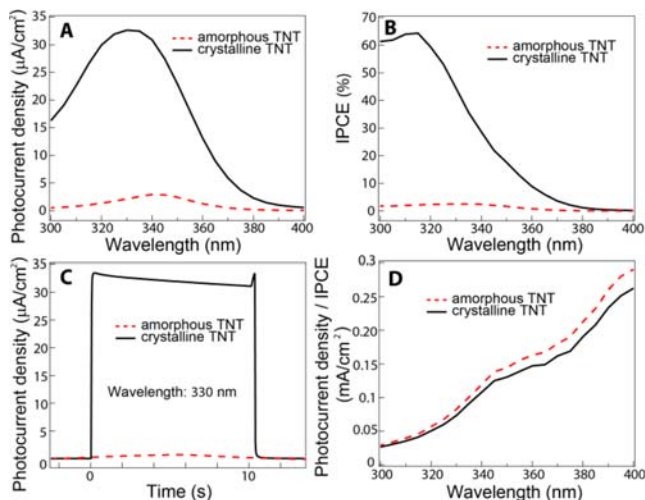 A
amorphous TNT
crystalline TNT
Photocurrent density (µA/cm²)
35
30
25
20
15
10
5
0
300 320 340 360 380 400
Wavelength (nm)
B
amorphous TNT
crystalline TNT
IPCE (%)
70
60
50
40
30
20
10
0
300 320 340 360 380 400
Wavelength (nm)
C
amorphous TNT
crystalline TNT
Wavelength: 330 nm
Photocurrent density (µA/cm²)
35
30
25
20
15
10
5
0
0 10
Time (s)
D
amorphous TNT
crystalline TNT
Photocurrent density / IPCE
(mA/cm²)
0.3
0.25
0.20
0.15
0.10
0.05
0
300 320 340 360 380 400
Wavelength (nm)